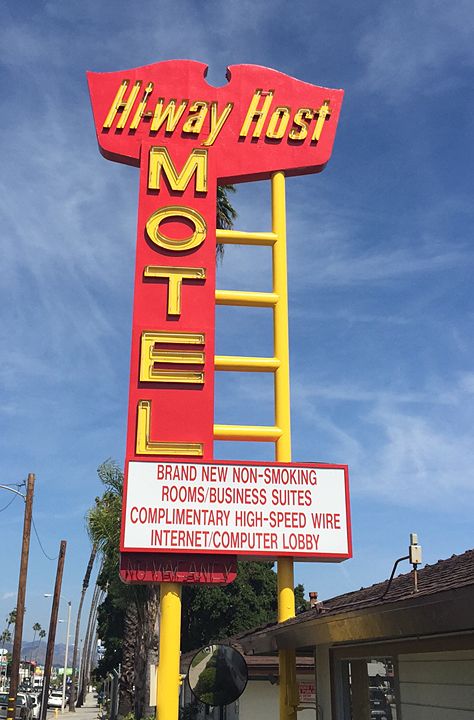 Hi-way Host
MOTEL
BRAND NEW NON-SMOKING
ROOMS/BUSINESS SUITES
COMPLIMENTARY HIGH-SPEED WIRE
INTERNET/COMPUTER LOBBY
NO VACANCY